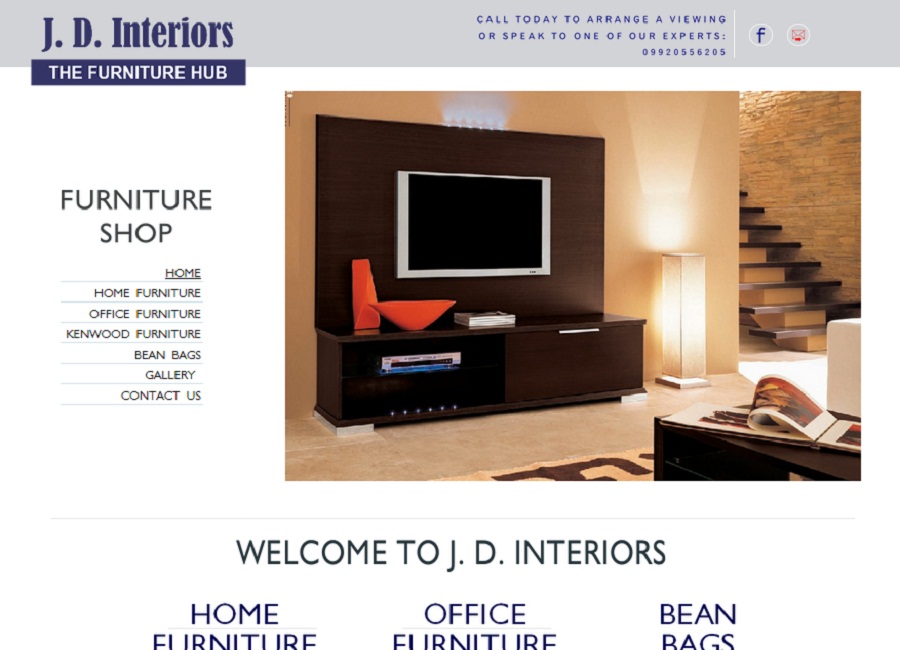 J. D. Interiors
THE FURNITURE HUB
CALL TODAY TO ARRANGE A VIEWING
OR SPEAK TO ONE OF OUR EXPERTS:
09920556205
f
FURNITURE
SHOP
HOME
HOME FURNITURE
OFFICE FURNITURE
KENWOOD FURNITURE
BEAN BAGS
GALLERY
CONTACT US
WELCOME TO J. D. INTERIORS
HOME
FURNITURE
OFFICE
FURNITURE
BEAN
BAGS